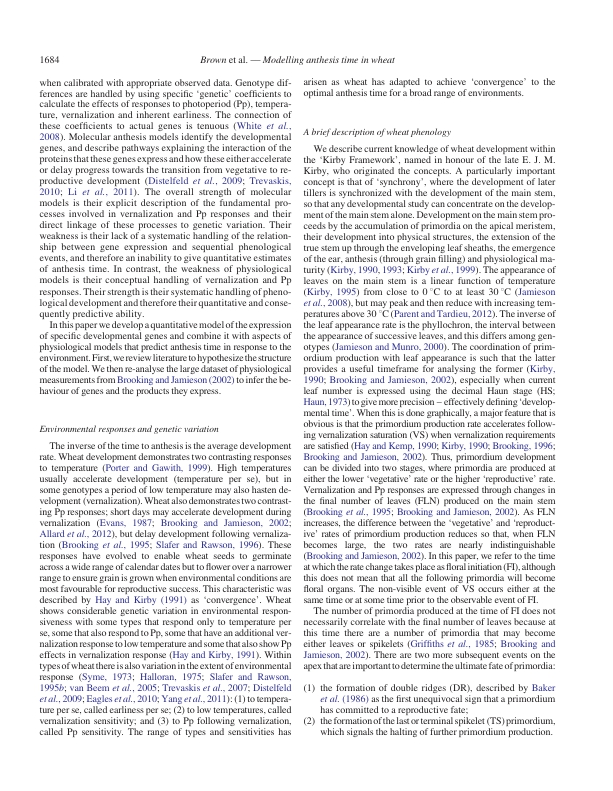 1684
Brown et al. — Modelling anthesis time in wheat
when calibrated with appropriate observed data. Genotype dif-
ferences are handled by using specific ‘genetic’ coefficients to
calculate the effects of responses to photoperiod (Pp), tempera-
ture, vernalization and inherent earliness. The connection of
these coefficients to actual genes is tenuous (White et al.,
2008). Molecular anthesis models identify the developmental
genes, and describe pathways explaining the interaction of the
proteins that these genes express and how these either accelerate
or delay progress towards the transition from vegetative to re-
productive development (Distelfeld et al., 2009; Trevaskis,
2010; Li et al., 2011). The overall strength of molecular
models is their explicit description of the fundamental pro-
cesses involved in vernalization and Pp responses and their
direct linkage of these processes to genetic variation. Their
weakness is their lack of a systematic handling of the relation-
ship between gene expression and sequential phenological
events, and therefore an inability to give quantitative estimates
of anthesis time. In contrast, the weakness of physiological
models is their conceptual handling of vernalization and Pp
responses. Their strength is their systematic handling of pheno-
logical development and therefore their quantitative and conse-
quently predictive ability.
In this paper we develop a quantitative model of the expression
of specific developmental genes and combine it with aspects of
physiological models that predict anthesis time in response to the
environment. First, we review literature to hypothesize the structure
of the model. We then re-analyse the large dataset of physiological
measurements from Brooking and Jamieson (2002) to infer the be-
haviour of genes and the products they express.
Environmental responses and genetic variation
The inverse of the time to anthesis is the average development
rate. Wheat development demonstrates two contrasting responses
to temperature (Porter and Gawith, 1999). High temperatures
usually accelerate development (temperature per se), but in
some genotypes a period of low temperature may also hasten de-
velopment (vernalization). Wheat also demonstrates two contrast-
ing Pp responses; short days may accelerate development during
vernalization (Evans, 1987; Brooking and Jamieson, 2002;
Allard et al., 2012), but delay development following vernaliza-
tion (Brooking et al., 1995; Slafer and Rawson, 1996). These
responses have evolved to enable wheat seeds to germinate
across a wide range of calendar dates but to flower over a narrower
range to ensure grain is grown when environmental conditions are
most favourable for reproductive success. This characteristic was
described by Hay and Kirby (1991) as ‘convergence’. Wheat
shows considerable genetic variation in environmental respon-
siveness with some types that respond only to temperature per
se, some that also respond to Pp, some that have an additional ver-
nalization response to low temperature and some that also show Pp
effects in vernalization response (Hay and Kirby, 1991). Within
types of wheat there is also variation in the extent of environmental
response (Syme, 1973; Halloran, 1975; Slafer and Rawson,
1995b; van Beem et al., 2005; Trevaskis et al., 2007; Distelfeld
et al., 2009; Eagles et al., 2010; Yang et al., 2011): (1) to tempera-
ture per se, called earliness per se; (2) to low temperatures, called
vernalization sensitivity; and (3) to Pp following vernalization,
called Pp sensitivity. The range of types and sensitivities has
arisen as wheat has adapted to achieve ‘convergence’ to the
optimal anthesis time for a broad range of environments.
A brief description of wheat phenology
We describe current knowledge of wheat development within
the ‘Kirby Framework’, named in honour of the late E. J. M.
Kirby, who originated the concepts. A particularly important
concept is that of ‘synchrony’, where the development of later
tillers is synchronized with the development of the main stem,
so that any developmental study can concentrate on the develop-
ment of the main stem alone. Development on the main stem pro-
ceeds by the accumulation of primordia on the apical meristem,
their development into physical structures, the extension of the
true stem up through the enveloping leaf sheaths, the emergence
of the ear, anthesis (through grain filling) and physiological ma-
turity (Kirby, 1990, 1993; Kirby et al., 1999). The appearance of
leaves on the main stem is a linear function of temperature
(Kirby, 1995) from close to 0 °C to at least 30 °C (Jamieson
et al., 2008), but may peak and then reduce with increasing tem-
peratures above 30 °C (Parent and Tardieu, 2012). The inverse of
the leaf appearance rate is the phyllochron, the interval between
the appearance of successive leaves, and this differs among gen-
otypes (Jamieson and Munro, 2000). The coordination of prim-
ordium production with leaf appearance is such that the latter
provides a useful timeframe for analysing the former (Kirby,
1990; Brooking and Jamieson, 2002), especially when current
leaf number is expressed using the decimal Haun stage (HS;
Haun, 1973) to give more precision – effectively defining ‘develop-
mental time’. When this is done graphically, a major feature that is
obvious is that the primordia production rate accelerates follow-
ing vernalization saturation (VS) when vernalization requirements
are satisfied (Hay and Kemp, 1990; Kirby, 1990; Brooking, 1996;
Brooking and Jamieson, 2002). Thus, primordium development
can be divided into two stages, where primordia are produced at
either the lower ‘vegetative’ rate or the higher ‘reproductive’ rate.
Vernalization and Pp responses are expressed through changes in
the final number of leaves (FLN) produced on the main stem
(Brooking et al., 1995; Brooking and Jamieson, 2002). As FLN
increases, the difference between the ‘vegetative’ and ‘reproduct-
ive’ rates of primordium production reduces so that, when FLN
becomes large, the two rates are nearly indistinguishable
(Brooking and Jamieson, 2002). In this paper, we refer to the time
at which the rate change takes place as floral initiation (FI), although
this does not mean that all the following primordia will become
floral organs. The non-visible event of VS occurs either at the
same time or at some time prior to the observable event of FI.
The number of primordia produced at the time of FI does not
necessarily correlate with the final number of leaves because at
this time there are a number of primordia that may become
either leaves or spikelets (Griffiths et al., 1985; Brooking and
Jamieson, 2002). There are two more subsequent events on the
apex that are important to determine the ultimate fate of primordia:
(1) the formation of double ridges (DR), described by Baker
et al. (1986) as the first unequivocal sign that a primordium
has committed to a reproductive fate;
(2) the formation of the last or terminal spikelet (TS) primordium,
which signals the halting of further primordium production.